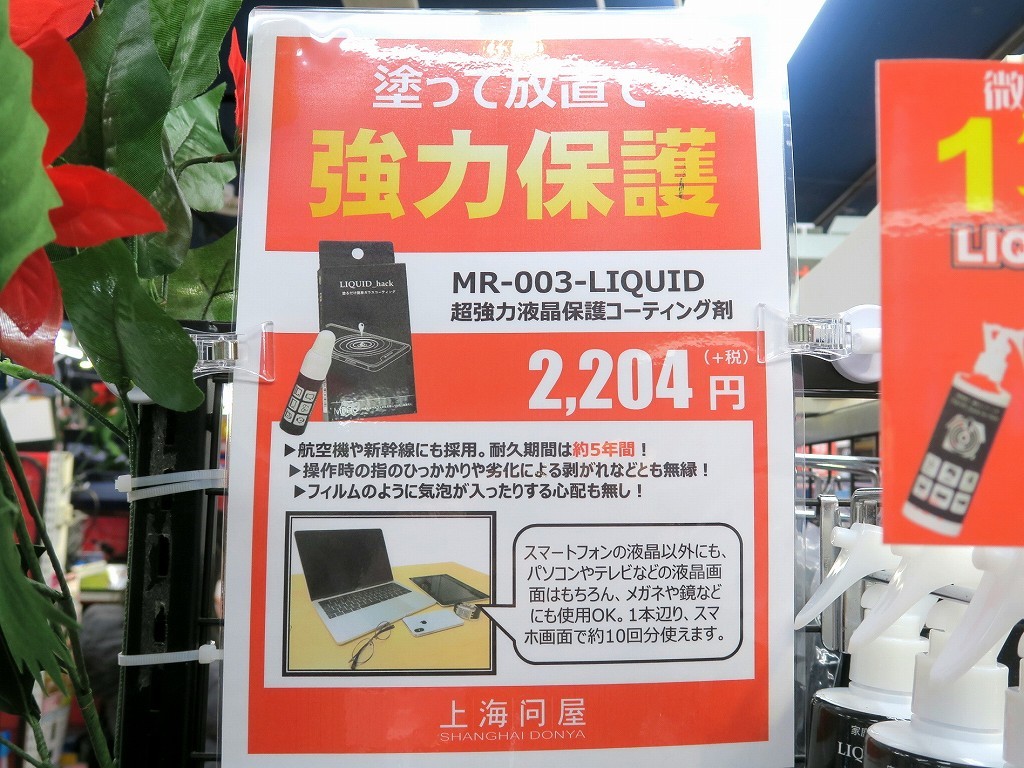 塗って放置で
強力保護
LIQUID_hack
MR-003-LIQUID
超強力液晶保護コーティング剤
2,204 (+税) 円
▶航空機や新幹線にも採用。耐久期間は約5年間！
▶操作時の指のひっかかりや劣化による剥がれなどとも無縁！
▶フィルムのように気泡が入ったりする心配も無し！
スマートフォンの液晶以外にも、
パソコンやテレビなどの液晶画
面はもちろん、メガネや鏡など
にも使用OK。1本辺り、スマ
ホ画面で約10回分使えます。
上海问屋
SHANGHAI DONYA
微
1
LIQ
LIQ